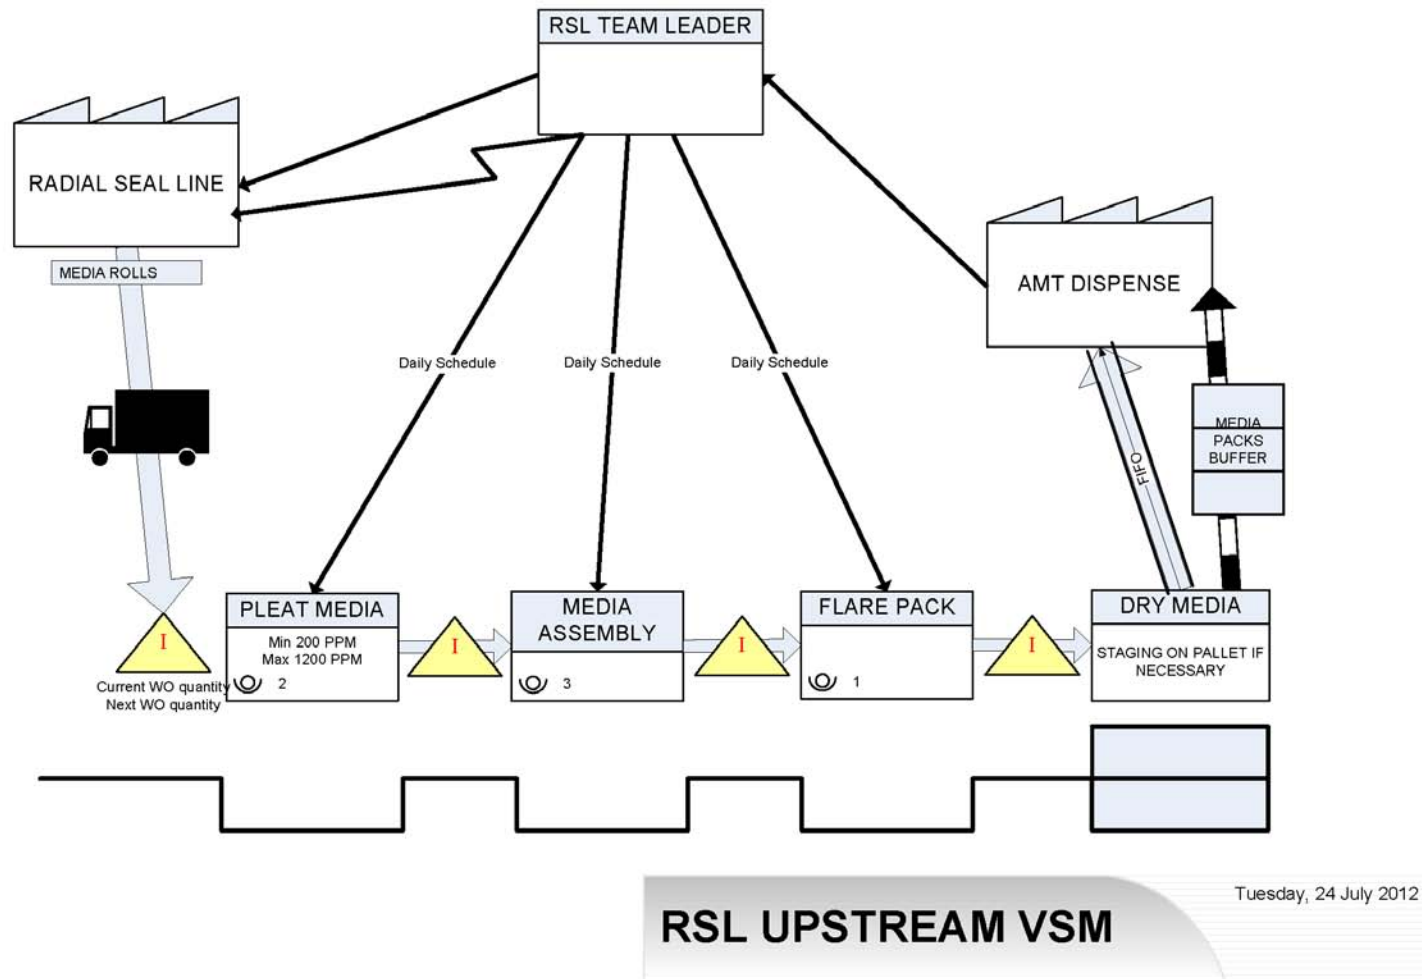 RSL TEAM LEADER
RADIAL SEAL LINE
MEDIA ROLLS
AMT DISPENSE
Daily Schedule
Daily Schedule
Daily Schedule
MEDIA
PACKS
BUFFER
FIFO
I
Current WO quantity
Next WO quantity
PLEAT MEDIA
Min 200 PPM
Max 1200 PPM
2
I
MEDIA
ASSEMBLY
3
I
FLARE PACK
1
I
DRY MEDIA
STAGING ON PALLET IF
NECESSARY
RSL UPSTREAM VSM
Tuesday, 24 July 2012